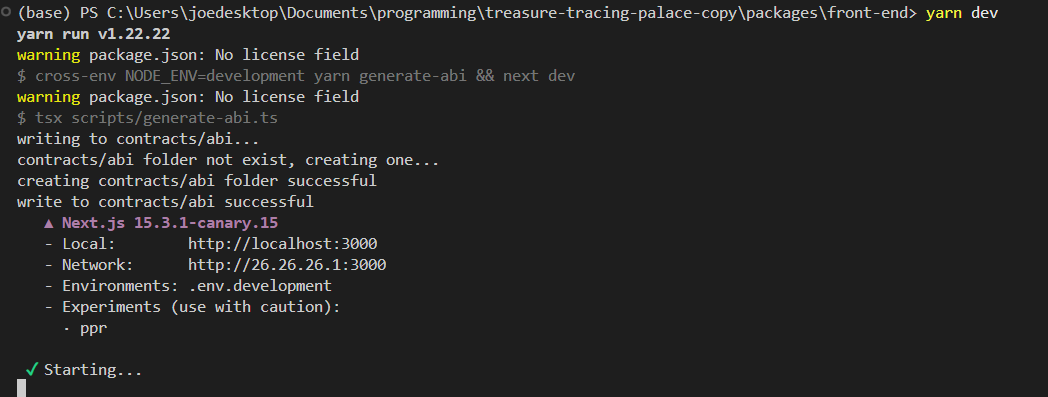 (base) PS C:\Users\joedesktop\Documents\programming\treasure-tracing-palace-copy\packages\front-end> yarn dev
yarn run v1.22.22
warning package.json: No license field
$ cross-env NODE_ENV=development yarn generate-abi && next dev
warning package.json: No license field
$ tsx scripts/generate-abi.ts
writing to contracts/abi...
contracts/abi folder not exist, creating one...
creating contracts/abi folder successful
write to contracts/abi successful
▲ Next.js 15.3.1-canary.15
- Local:        http://localhost:3000
- Network:      http://26.26.26.1:3000
- Environments: .env.development
- Experiments (use with caution):
· ppr
✓ Starting...